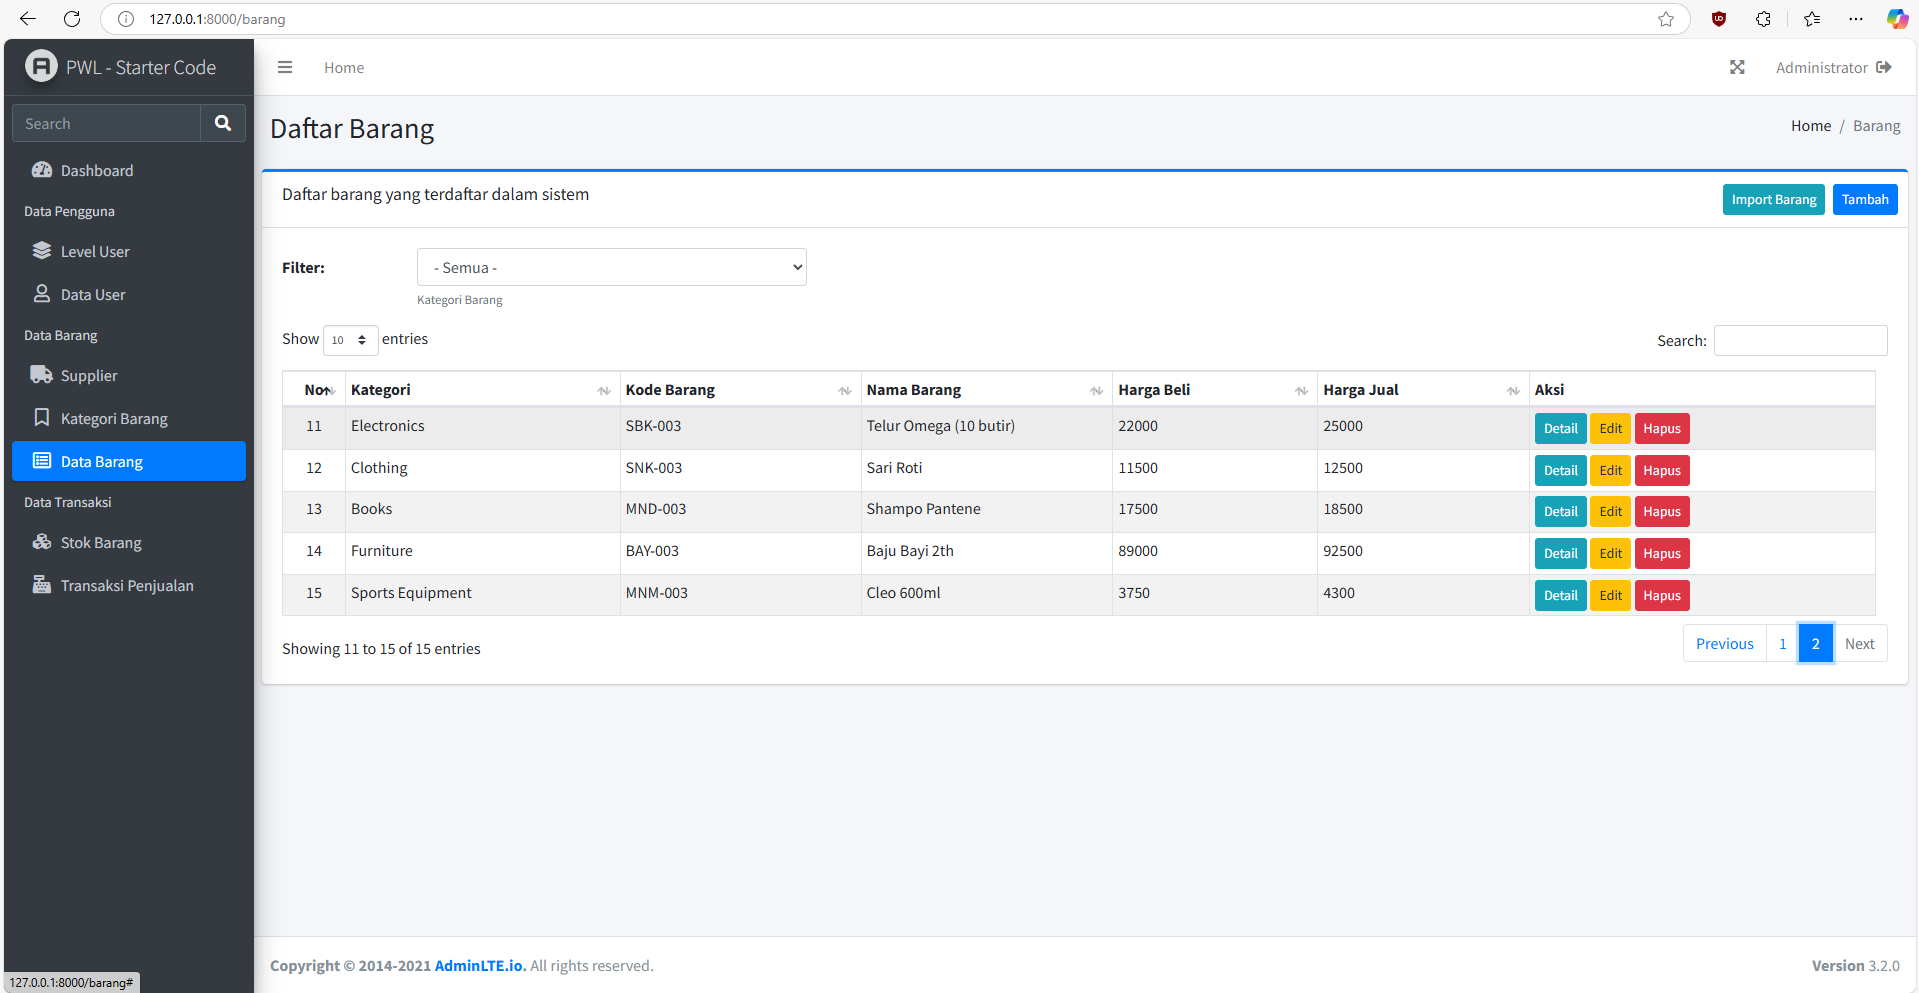 127.0.0.1:8000/barang
PWL - Starter Code
Home
Administrator
Search
Dashboard
Data Pengguna
Level User
Data User
Data Barang
Supplier
Kategori Barang
Data Barang
Data Transaksi
Stok Barang
Transaksi Penjualan
Daftar Barang
Home / Barang
Daftar barang yang terdaftar dalam sistem
Import Barang Tambah
Filter: - Semua -
Kategori Barang
Show 10 entries Search:
No Kategori Kode Barang Nama Barang Harga Beli Harga Jual Aksi
11 Electronics SBK-003 Telur Omega (10 butir) 22000 25000 Detail Edit Hapus
12 Clothing SNK-003 Sari Roti 11500 12500 Detail Edit Hapus
13 Books MND-003 Shampo Pantene 17500 18500 Detail Edit Hapus
14 Furniture BAY-003 Baju Bayi 2th 89000 92500 Detail Edit Hapus
15 Sports Equipment MNM-003 Cleo 600ml 3750 4300 Detail Edit Hapus
Showing 11 to 15 of 15 entries Previous 1 2 Next
Copyright © 2014-2021 AdminLTE.io. All rights reserved. Version 3.2.0
127.0.0.1:8000/barang#